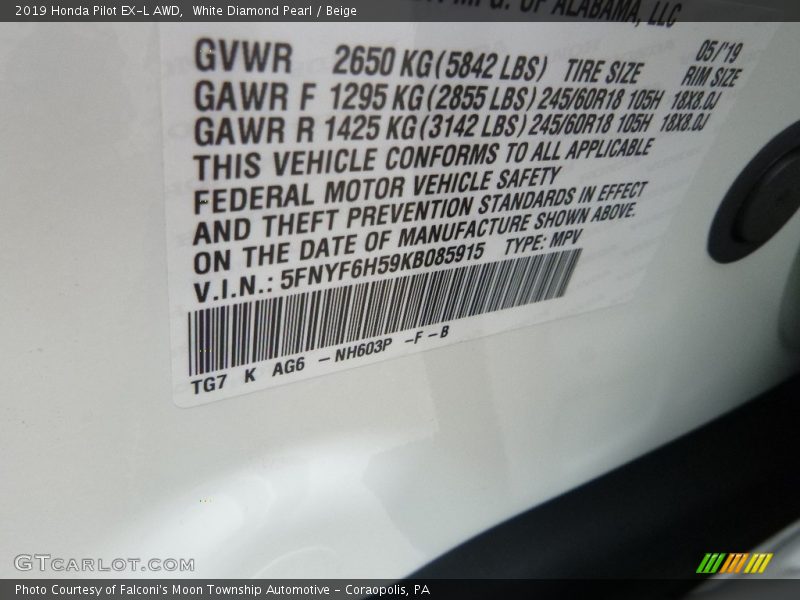 2019 Honda Pilot EX-L AWD,  White Diamond Pearl / Beige
MFG. OF ALABAMA, LLC
05/'19
GVWR 2650 KG (5842 LBS) TIRE SIZE RIM SIZE
GAWR F 1295 KG (2855 LBS) 245/60R18 105H 18X8.0J
GAWR R 1425 KG (3142 LBS) 245/60R18 105H 18X8.0J
THIS VEHICLE CONFORMS TO ALL APPLICABLE
FEDERAL MOTOR VEHICLE SAFETY
AND THEFT PREVENTION STANDARDS IN EFFECT
ON THE DATE OF MANUFACTURE SHOWN ABOVE.
V.I.N.: 5FNYF6H59KB085915 TYPE: MPV
TG7 K AG6 – NH603P –F – B
GTCARLOT.COM
Photo Courtesy of Falconi's Moon Township Automotive – Coraopolis, PA